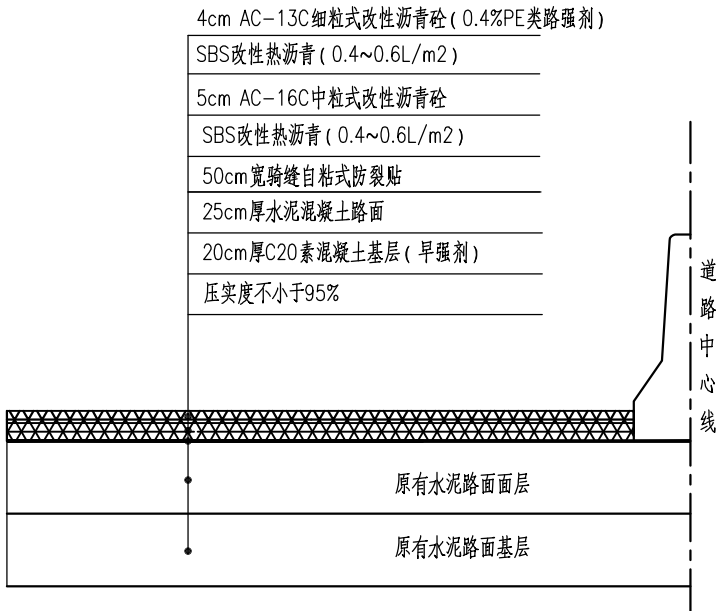 4cm AC-13C细粒式改性沥青砼(0.4%PE类路强剂)
SBS改性热沥青(0.4~0.6L/m2)
5cm AC-16C中粒式改性沥青砼
SBS改性热沥青(0.4~0.6L/m2)
50cm宽骑缝自粘式防裂贴
25cm厚水泥混凝土路面
20cm厚C20素混凝土基层(早强剂)
压实度不小于95%
道路中心线
原有水泥路面面层
原有水泥路面基层